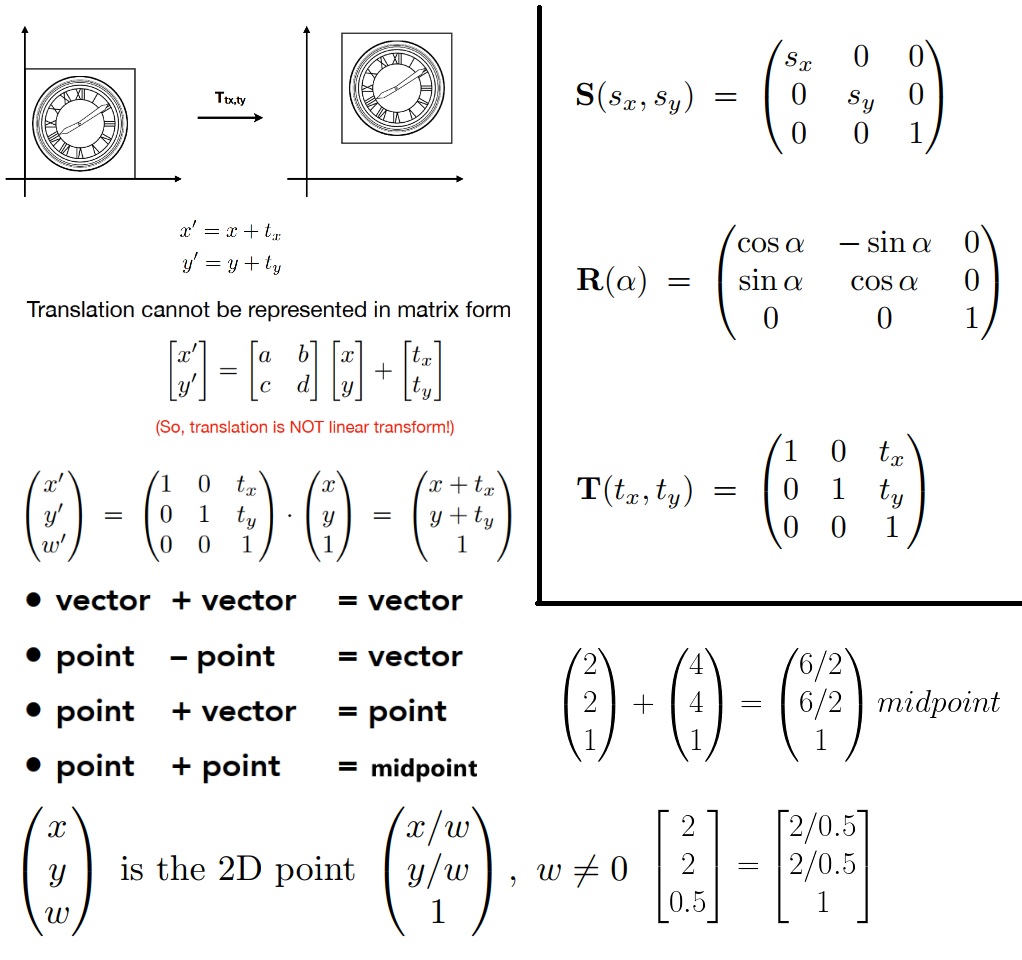 T_{tx,ty}
x′ = x + t_x
y′ = y + t_y
Translation cannot be represented in matrix form
[x′; y′] = [a b; c d] [x; y] + [t_x; t_y]
(So, translation is NOT linear transform!)
(x′; y′; w′) = (1 0 t_x; 0 1 t_y; 0 0 1) · (x; y; 1) = (x + t_x; y + t_y; 1)
• vector + vector = vector
• point – point = vector
• point + vector = point
• point + point = midpoint
(x; y; w) is the 2D point (x/w; y/w; 1), w ≠ 0
S(s_x, s_y) = (s_x 0 0; 0 s_y 0; 0 0 1)
R(α) = (cos α − sin α 0; sin α cos α 0; 0 0 1)
T(t_x, t_y) = (1 0 t_x; 0 1 t_y; 0 0 1)
(2; 2; 1) + (4; 4; 1) = (6/2; 6/2; 1) midpoint
[2; 2; 0.5] = [2/0.5; 2/0.5; 1]